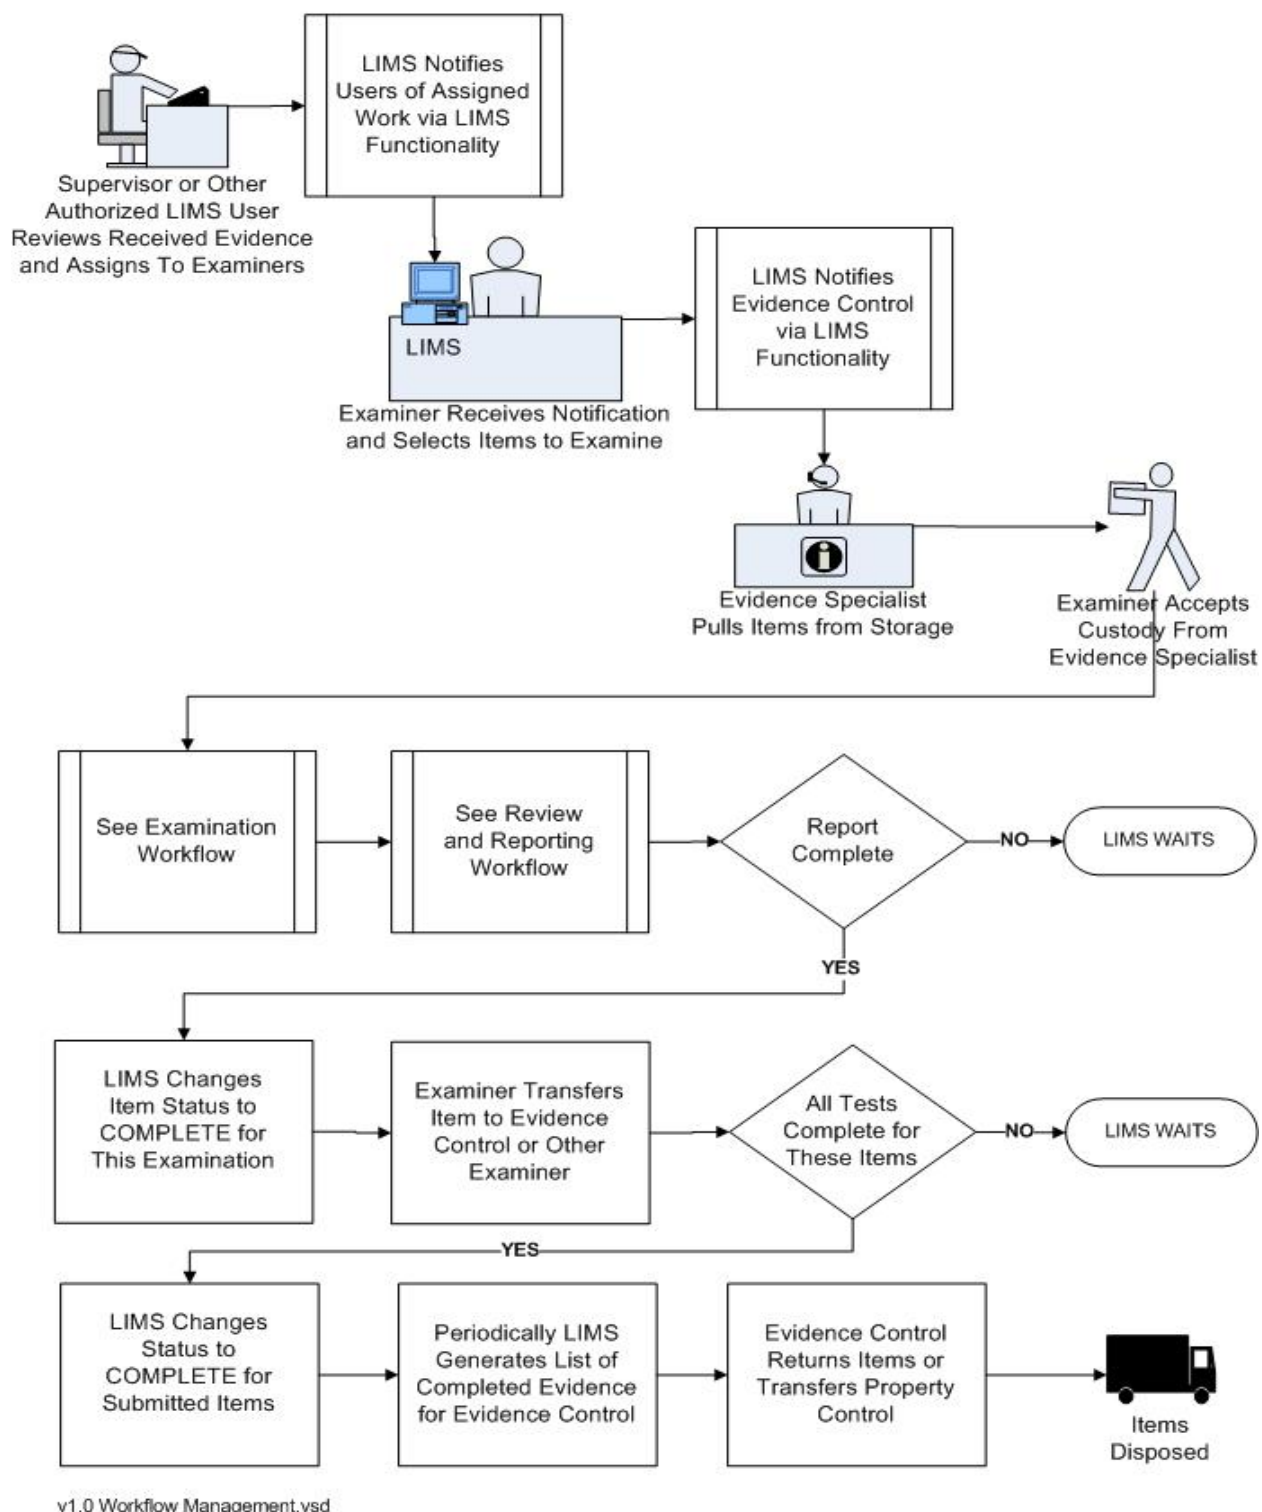 LIMS Notifies
Users of Assigned
Work via LIMS
Functionality
Supervisor or Other
Authorized LIMS User
Reviews Received Evidence
and Assigns To Examiners
LIMS
Examiner Receives Notification
and Selects Items to Examine
LIMS Notifies
Evidence Control
via LIMS
Functionality
Evidence Specialist
Pulls Items from Storage
Examiner Accepts
Custody From
Evidence Specialist
See Examination
Workflow
See Review
and Reporting
Workflow
Report
Complete
NO
LIMS WAITS
YES
LIMS Changes
Item Status to
COMPLETE for
This Examination
Examiner Transfers
Item to Evidence
Control or Other
Examiner
All Tests
Complete for
These Items
NO
LIMS WAITS
YES
LIMS Changes
Status to
COMPLETE for
Submitted Items
Periodically LIMS
Generates List of
Completed Evidence
for Evidence Control
Evidence Control
Returns Items or
Transfers Property
Control
Items
Disposed
v1.0 Workflow Management.vsd